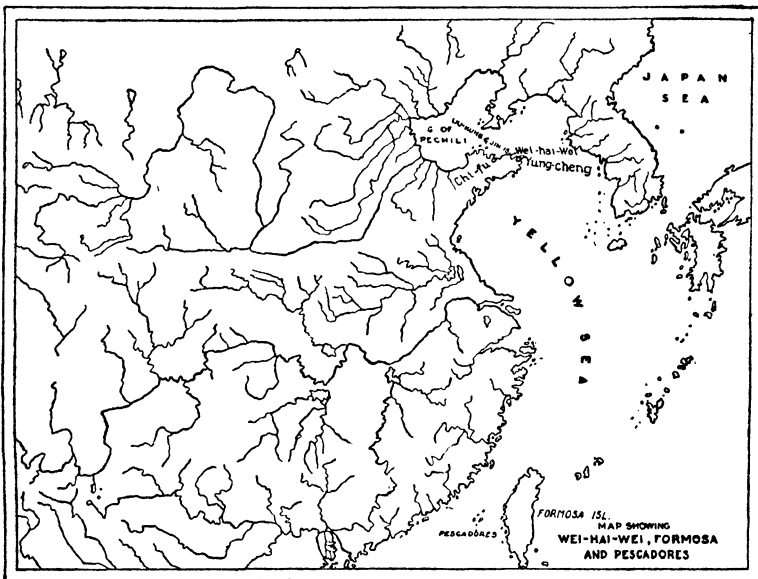 JAPAN
SEA
G OF
PECHILI
Wei-hai-Wei
Chi-fu
Yung-cheng
YELLOW SEA
FORMOSA ISL.
PESCADORES
MAP SHOWING
WEI-HAI-WEI, FORMOSA
AND PESCADORES